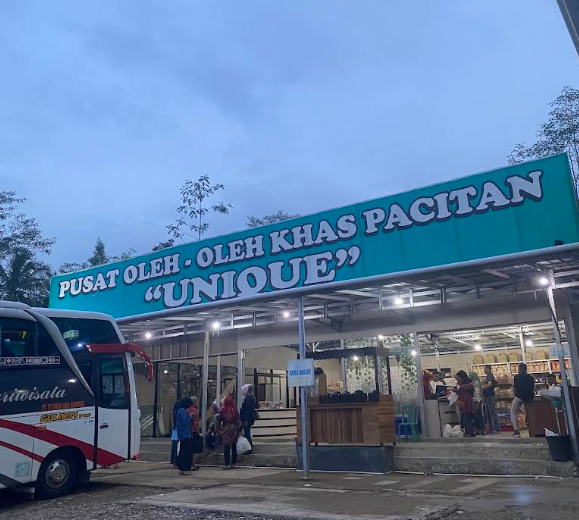 PUSAT OLEH - OLEH KHAS PACITAN
“UNIQUE”